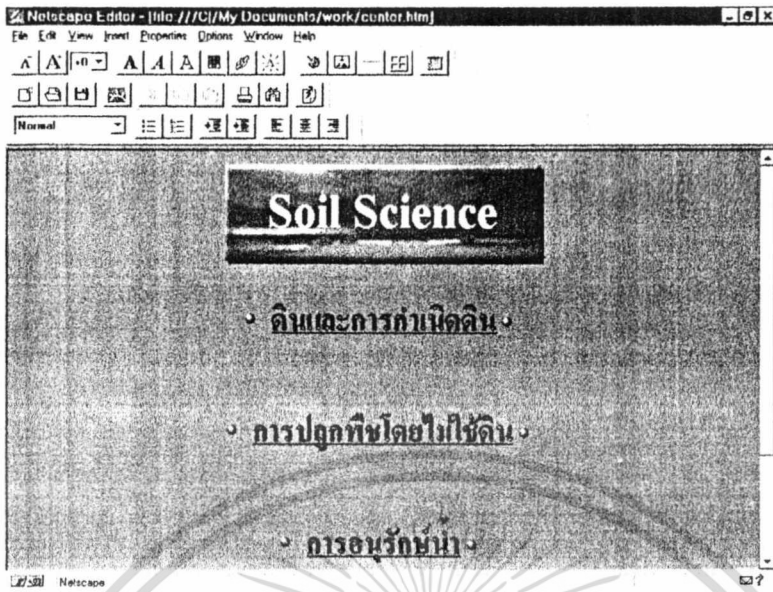 Netscape Editor - [file:///C|/My Documents/work/center.htm]
File Edit View Insert Properties Options Window Help
A A +0 A A A
Normal
Soil Science
ดินและการกำเนิดดิน
การปลูกพืชโดยไม่ใช้ดิน
การอนุรักษ์น้ำ
Netscape